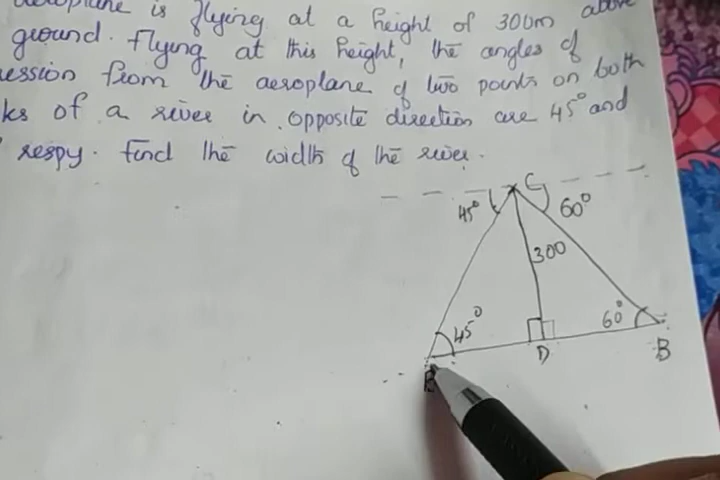 is flying at a height of 300m above
ground. flying at this height, the angles of
ession from the aeroplane of two points on both
ks of a river in opposite direction are 45° and
respy. find the width of the river.
C
45°
60°
300
45°
60°
D
B